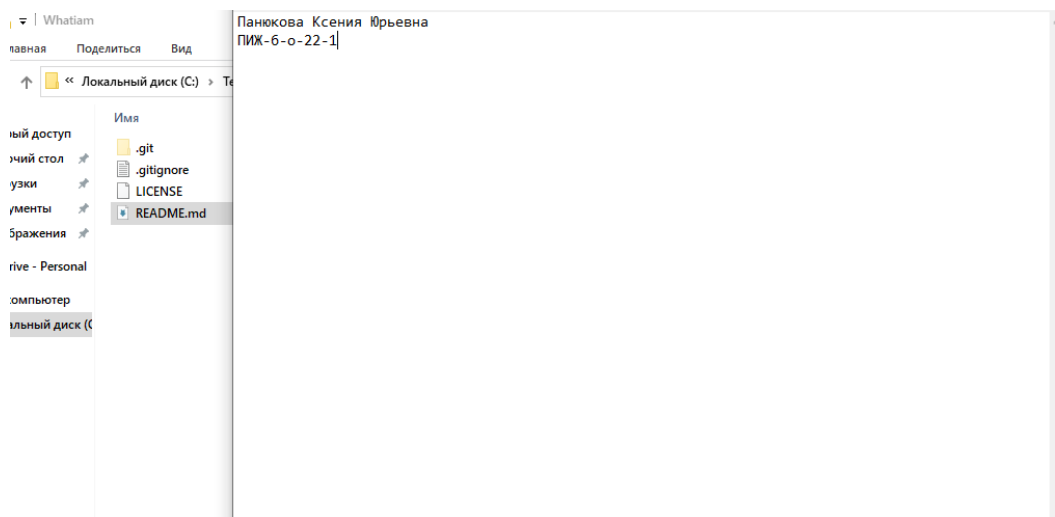 Whatiam
лавная Поделиться Вид
« Локальный диск (C:) › Te
Имя
ый доступ
очий стол
узки
ументы
бражения
rive - Personal
омпьютер
альный диск (C
.git
.gitignore
LICENSE
README.md
Панюкова Ксения Юрьевна
ПИЖ-б-о-22-1